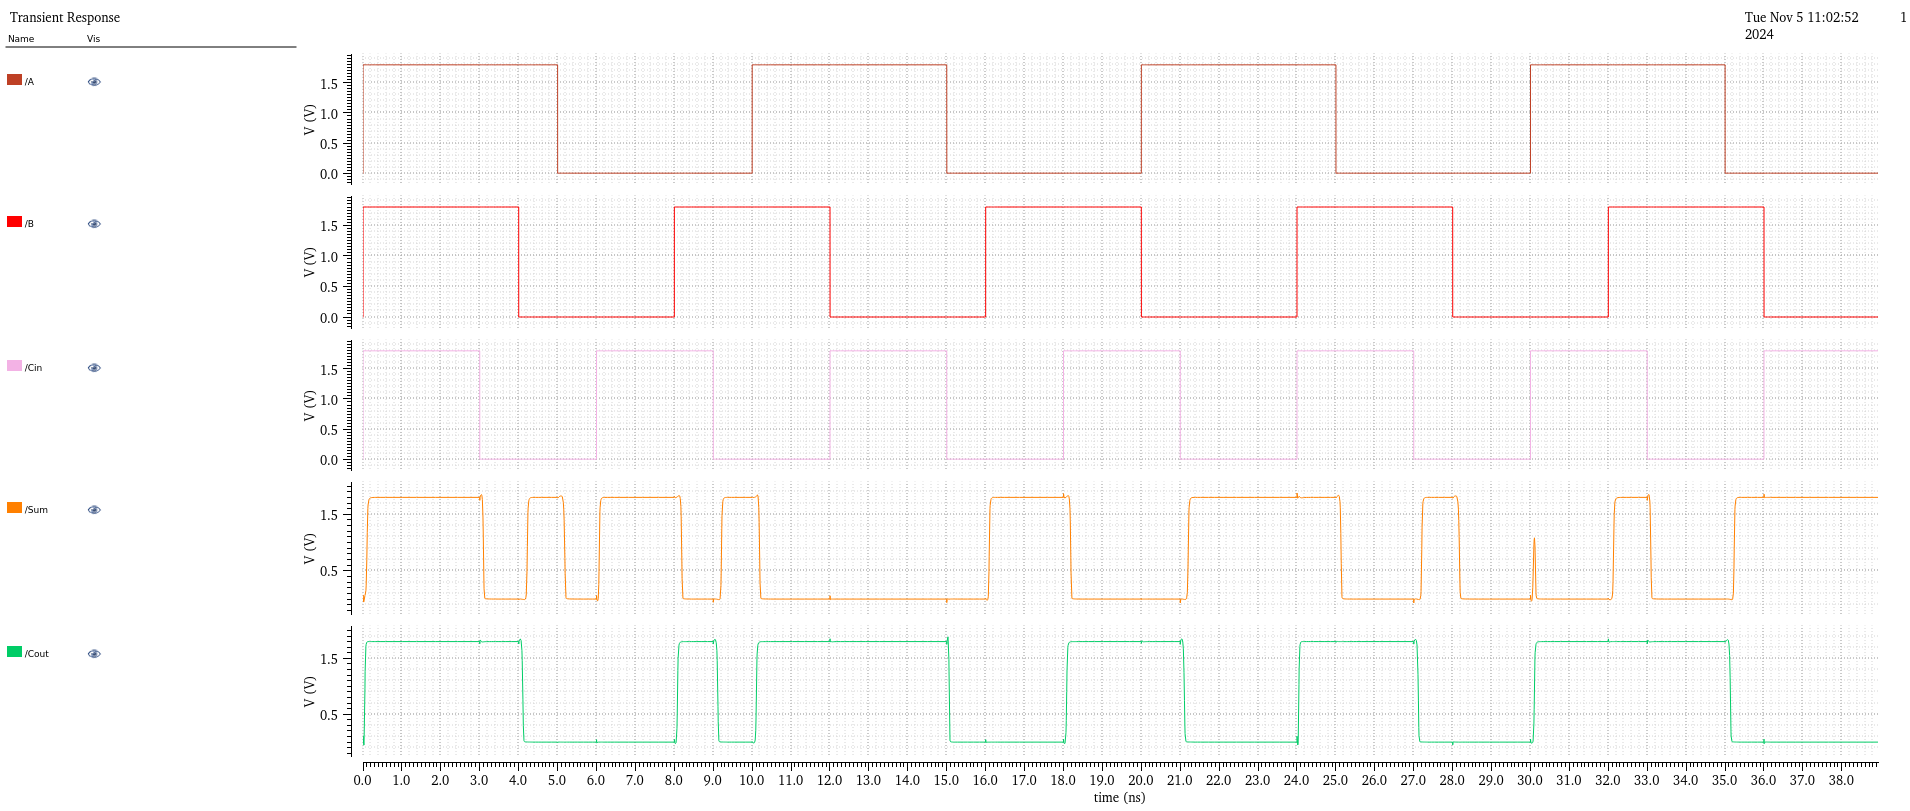 Transient Response
Tue Nov 5 11:02:52 1
2024
Name Vis
/A
V (V)
1.5
1.0
0.5
0.0
/B
V (V)
1.5
1.0
0.5
0.0
/Cin
V (V)
1.5
1.0
0.5
0.0
/Sum
V (V)
1.5
0.5
/Cout
V (V)
1.5
0.5
0.0 1.0 2.0 3.0 4.0 5.0 6.0 7.0 8.0 9.0 10.0 11.0 12.0 13.0 14.0 15.0 16.0 17.0 18.0 19.0 20.0 21.0 22.0 23.0 24.0 25.0 26.0 27.0 28.0 29.0 30.0 31.0 32.0 33.0 34.0 35.0 36.0 37.0 38.0
time (ns)